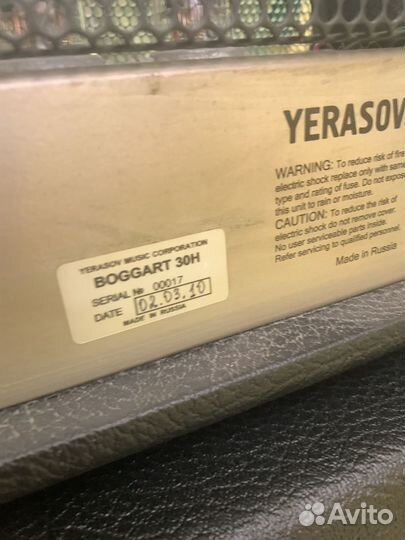 YERASOV
WARNING: To reduce risk of fire
electric shock replace only with same
type and rating of fuse. Do not expose
this unit to rain or moisture.
CAUTION: To reduce the risk of
electric shock do not remove cover.
No user serviceable parts inside.
Refer servicing to qualified personnel.
Made in Russia
YERASOV MUSIC CORPORATION
BOGGART 30H
SERIAL № 00017
DATE 02.03.10
MADE IN RUSSIA
Avito